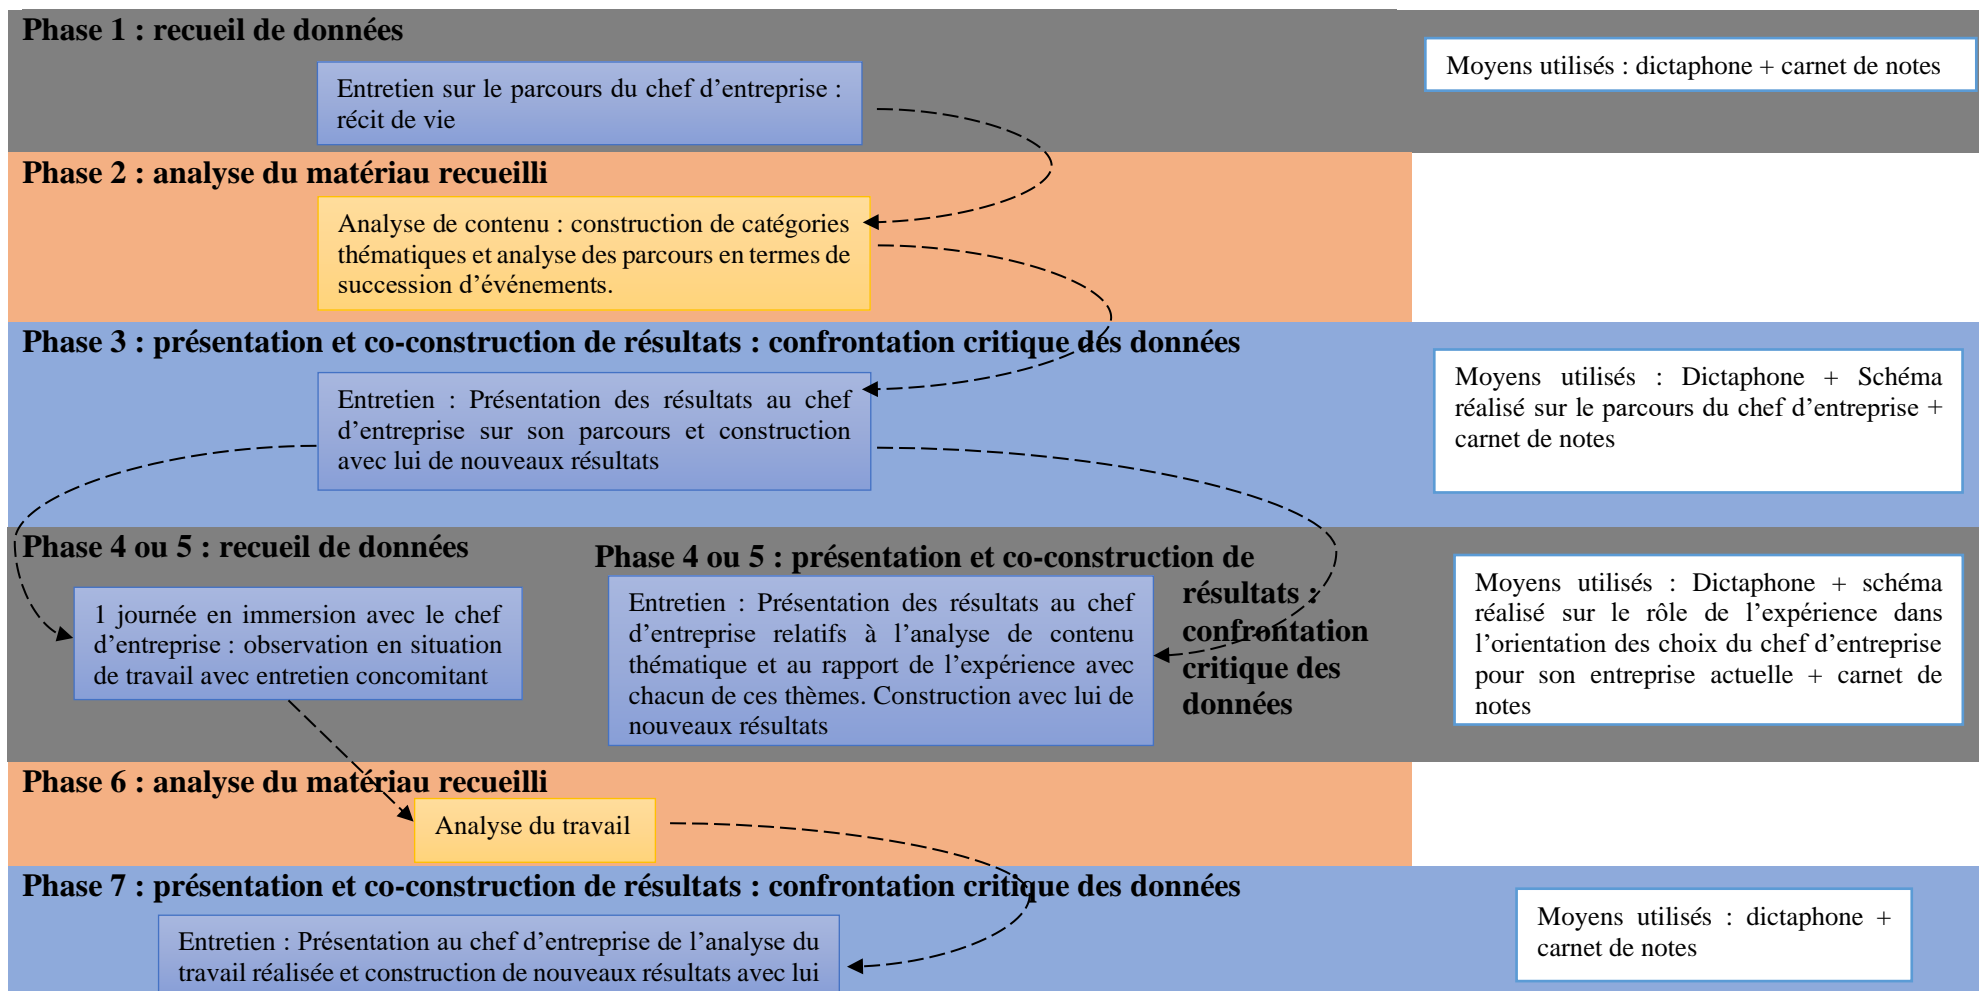 Phase 1 : recueil de données
Moyens utilisés : dictaphone + carnet de notes
Entretien sur le parcours du chef d’entreprise :
récit de vie
Phase 2 : analyse du matériau recueilli
Analyse de contenu : construction de catégories
thématiques et analyse des parcours en termes de
succession d’événements.
Phase 3 : présentation et co-construction de résultats : confrontation critique des données
Entretien : Présentation des résultats au chef
d’entreprise sur son parcours et construction
avec lui de nouveaux résultats
Moyens utilisés : Dictaphone + Schéma
réalisé sur le parcours du chef d’entreprise +
carnet de notes
Phase 4 ou 5 : recueil de données
1 journée en immersion avec le chef
d’entreprise : observation en situation
de travail avec entretien concomitant
Phase 4 ou 5 : présentation et co-construction de
résultats :
confrontation
critique des
données
Entretien : Présentation des résultats au chef
d’entreprise relatifs à l’analyse de contenu
thématique et au rapport de l’expérience avec
chacun de ces thèmes. Construction avec lui de
nouveaux résultats
Moyens utilisés : Dictaphone + schéma
réalisé sur le rôle de l’expérience dans
l’orientation des choix du chef d’entreprise
pour son entreprise actuelle + carnet de
notes
Phase 6 : analyse du matériau recueilli
Analyse du travail
Phase 7 : présentation et co-construction de résultats : confrontation critique des données
Entretien : Présentation au chef d’entreprise de l’analyse du
travail réalisée et construction de nouveaux résultats avec lui
Moyens utilisés : dictaphone +
carnet de notes